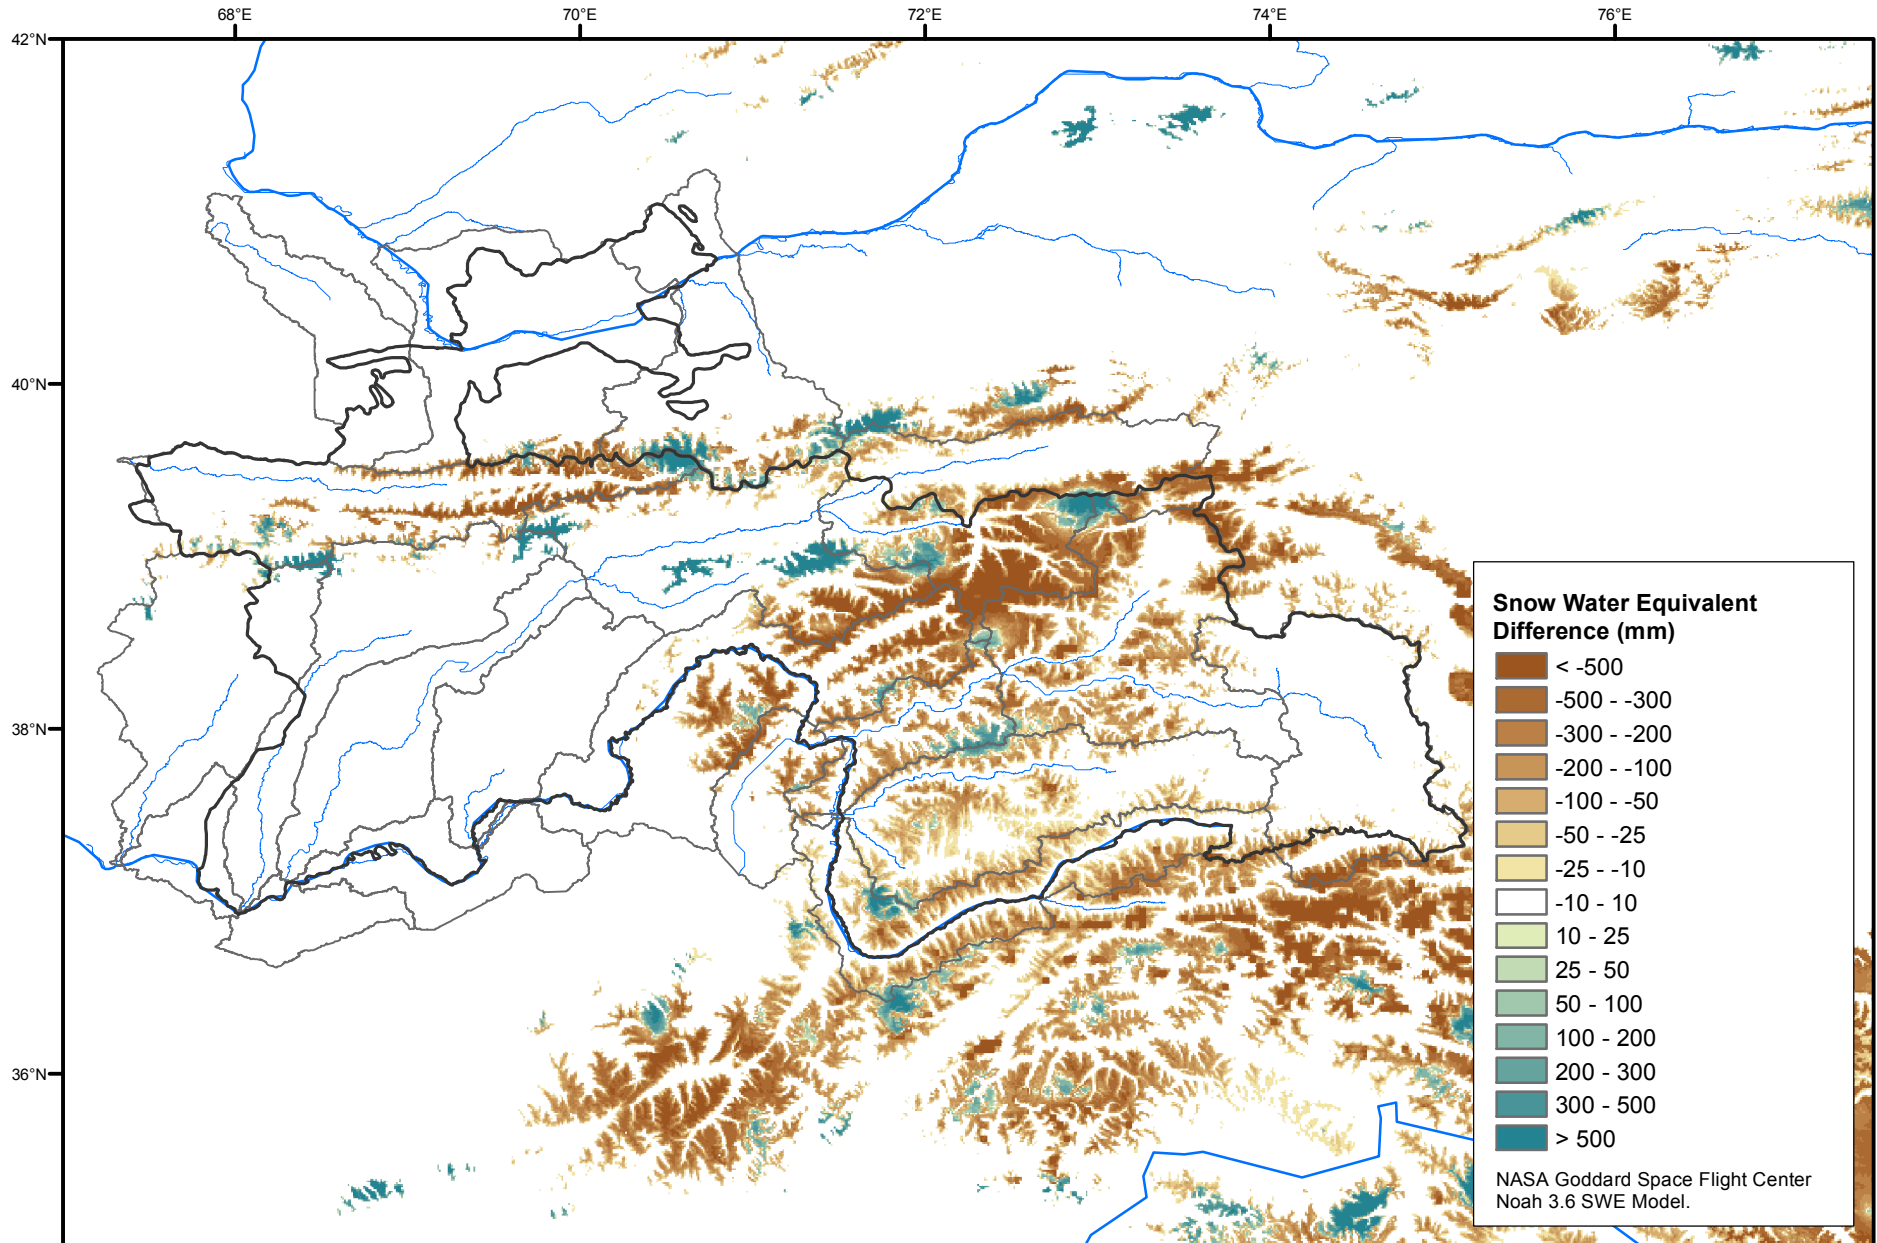 68°E
70°E
72°E
74°E
76°E
42°N
40°N
38°N
36°N
Snow Water Equivalent
Difference (mm)
< -500
-500 - -300
-300 - -200
-200 - -100
-100 - -50
-50 - -25
-25 - -10
-10 - 10
10 - 25
25 - 50
50 - 100
100 - 200
200 - 300
300 - 500
> 500
NASA Goddard Space Flight Center
Noah 3.6 SWE Model.